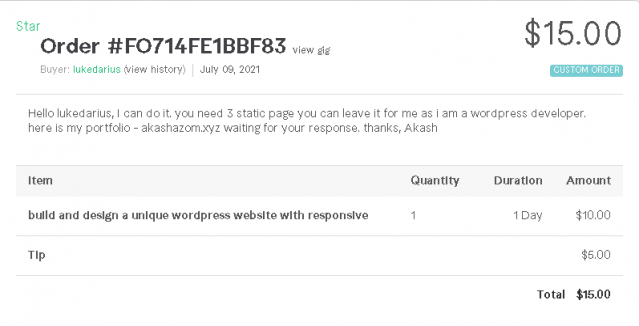 Star
$15.00
Order #FO714FE1BBF83 view gig
Buyer: lukedarius (view history) | July 09, 2021
CUSTOM ORDER
Hello lukedarius, I can do it. you need 3 static page you can leave it for me as i am a wordpress developer.
here is my portfolio - akashazom.xyz waiting for your response. thanks, Akash
Item Quantity Duration Amount
build and design a unique wordpress website with responsive 1 1 Day $10.00
Tip $5.00
Total $15.00